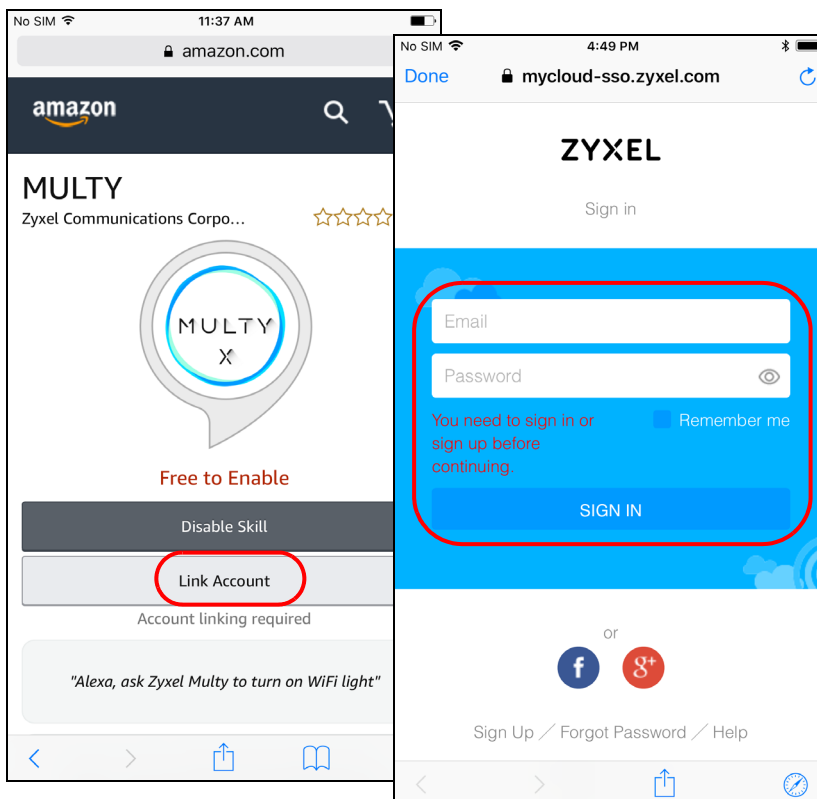 No SIM 11:37 AM
amazon.com
amazon
MULTY
Zyxel Communications Corpo...
MULTY
X
Free to Enable
Disable Skill
Link Account
Account linking required
"Alexa, ask Zyxel Multy to turn on WiFi light"
No SIM 4:49 PM
Done mycloud-sso.zyxel.com
ZYXEL
Sign in
Email
Password
You need to sign in or
sign up before
continuing.
Remember me
SIGN IN
or
f g+
Sign Up / Forgot Password / Help